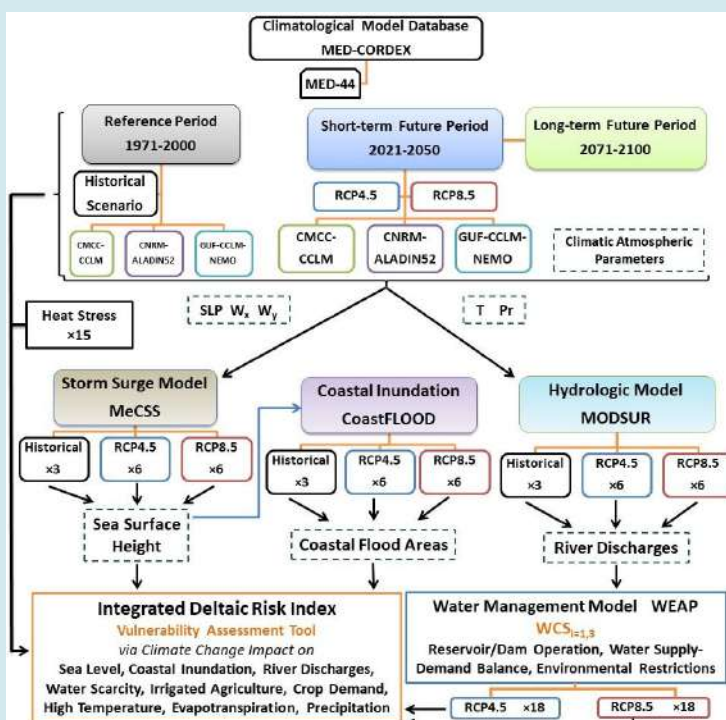 Climatological Model Database
MED-CORDEX
MED-44
Reference Period
1971-2000
Short-term Future Period
2021-2050
Long-term Future Period
2071-2100
Historical
Scenario
RCP4.5
RCP8.5
CMCC-
CCLM
CNRM-
ALADIN52
GUF-CCLM-
NEMO
CMCC-
CCLM
CNRM-
ALADIN52
GUF-CCLM-
NEMO
Climatic Atmospheric
Parameters
Heat Stress
×15
SLP Wx Wy
T Pr
Storm Surge Model
MeCSS
Coastal Inundation
CoastFLOOD
Hydrologic Model
MODSUR
Historical
×3
RCP4.5
×6
RCP8.5
×6
Historical
×3
RCP4.5
×6
RCP8.5
×6
Historical
×3
RCP4.5
×6
RCP8.5
×6
Sea Surface
Height
Coastal Flood Areas
River Discharges
Integrated Deltaic Risk Index
Vulnerability Assessment Tool
via Climate Change Impact on
Sea Level, Coastal Inundation, River Discharges,
Water Scarcity, Irrigated Agriculture, Crop Demand,
High Temperature, Evapotranspiration, Precipitation
Water Management Model WEAP
WCSi=1,3
Reservoir/Dam Operation, Water Supply-
Demand Balance, Environmental Restrictions
RCP4.5 ×18
RCP8.5 ×18